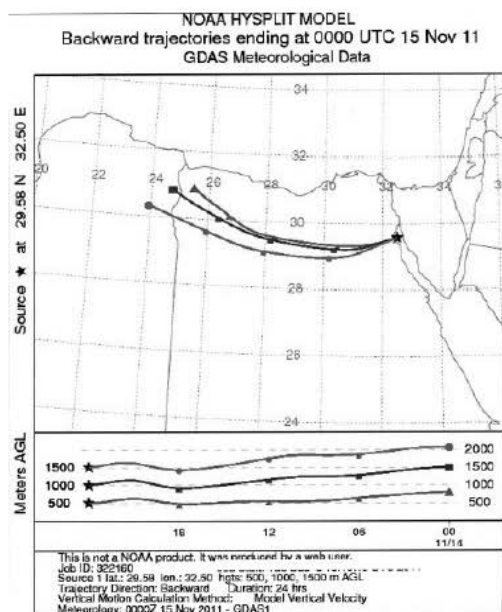 NOAA HYSPLIT MODEL
Backward trajectories ending at 0000 UTC 15 Nov 11
GDAS Meteorological Data
Source ★ at 29.58 N 32.50 E
34
32
20 22 24 26 28 30 32 34
30
28
26
24
Meters AGL
1500 2000
1000 1500
500 1000
500
18 12 06 00
11/14
This is not a NOAA product. It was produced by a web user.
Job ID: 322160
Source 1 lat.: 29.58 lon.: 32.50 hgts: 500, 1000, 1500 m AGL
Trajectory Direction: Backward Duration: 24 hrs
Vertical Motion Calculation Method: Model Vertical Velocity
Meteorology: 0000Z 15 Nov 2011 - GDAS1